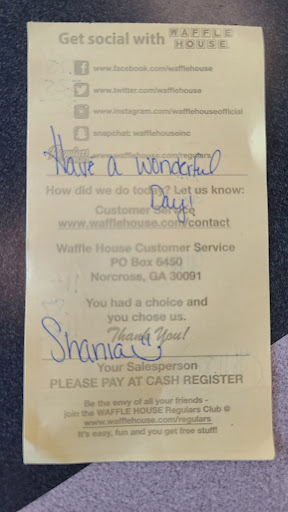 Get social with WAFFLE HOUSE
www.facebook.com/wafflehouse
www.twitter.com/wafflehouse
www.instagram.com/wafflehouseofficial
snapchat: wafflehouseinc
Regulars www.wafflehouse.com/regulars
Have a wonderful
How did we do today? Let us know:
Day!
Customer Service
www.wafflehouse.com/contact
Waffle House Customer Service
PO Box 6450
Norcross, GA 30091
You had a choice and
you chose us.
Thank You!
Shania
Your Salesperson
PLEASE PAY AT CASH REGISTER
Be the envy of all your friends -
join the WAFFLE HOUSE Regulars Club @
www.wafflehouse.com/regulars
It's easy, fun and you get free stuff!